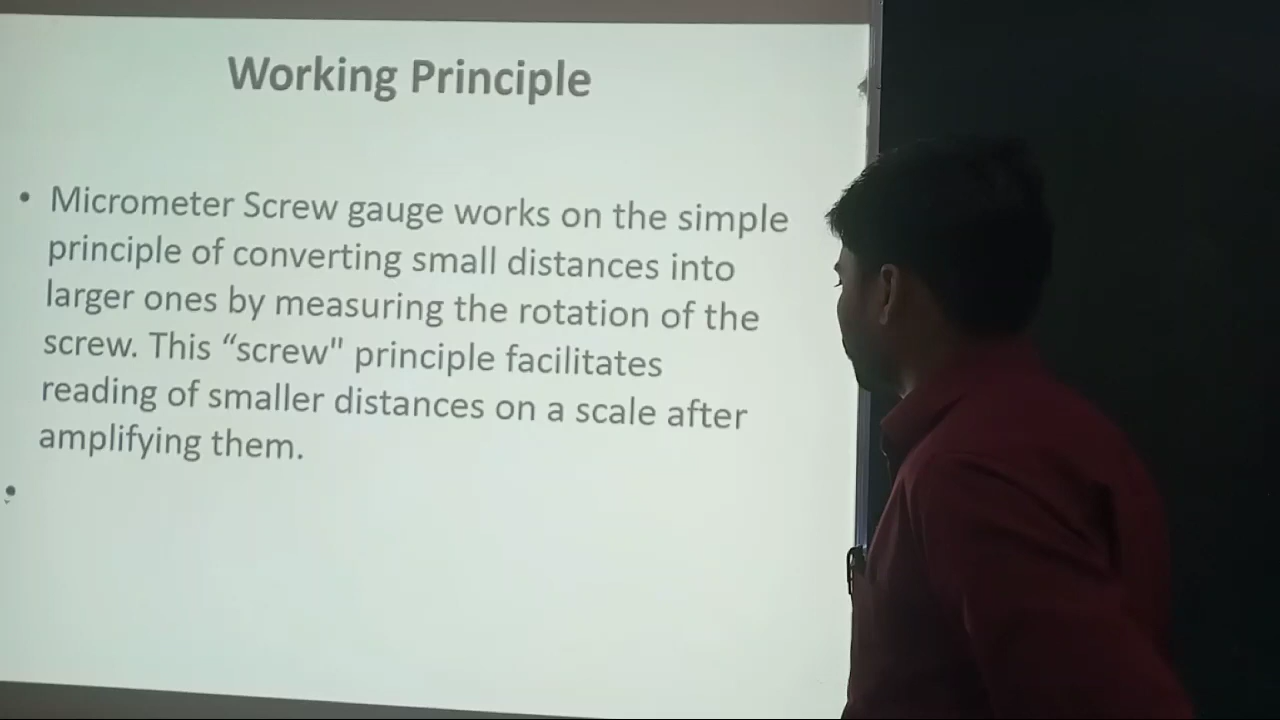 Working Principle
• Micrometer Screw gauge works on the simple
principle of converting small distances into
larger ones by measuring the rotation of the
screw. This “screw" principle facilitates
reading of smaller distances on a scale after
amplifying them.